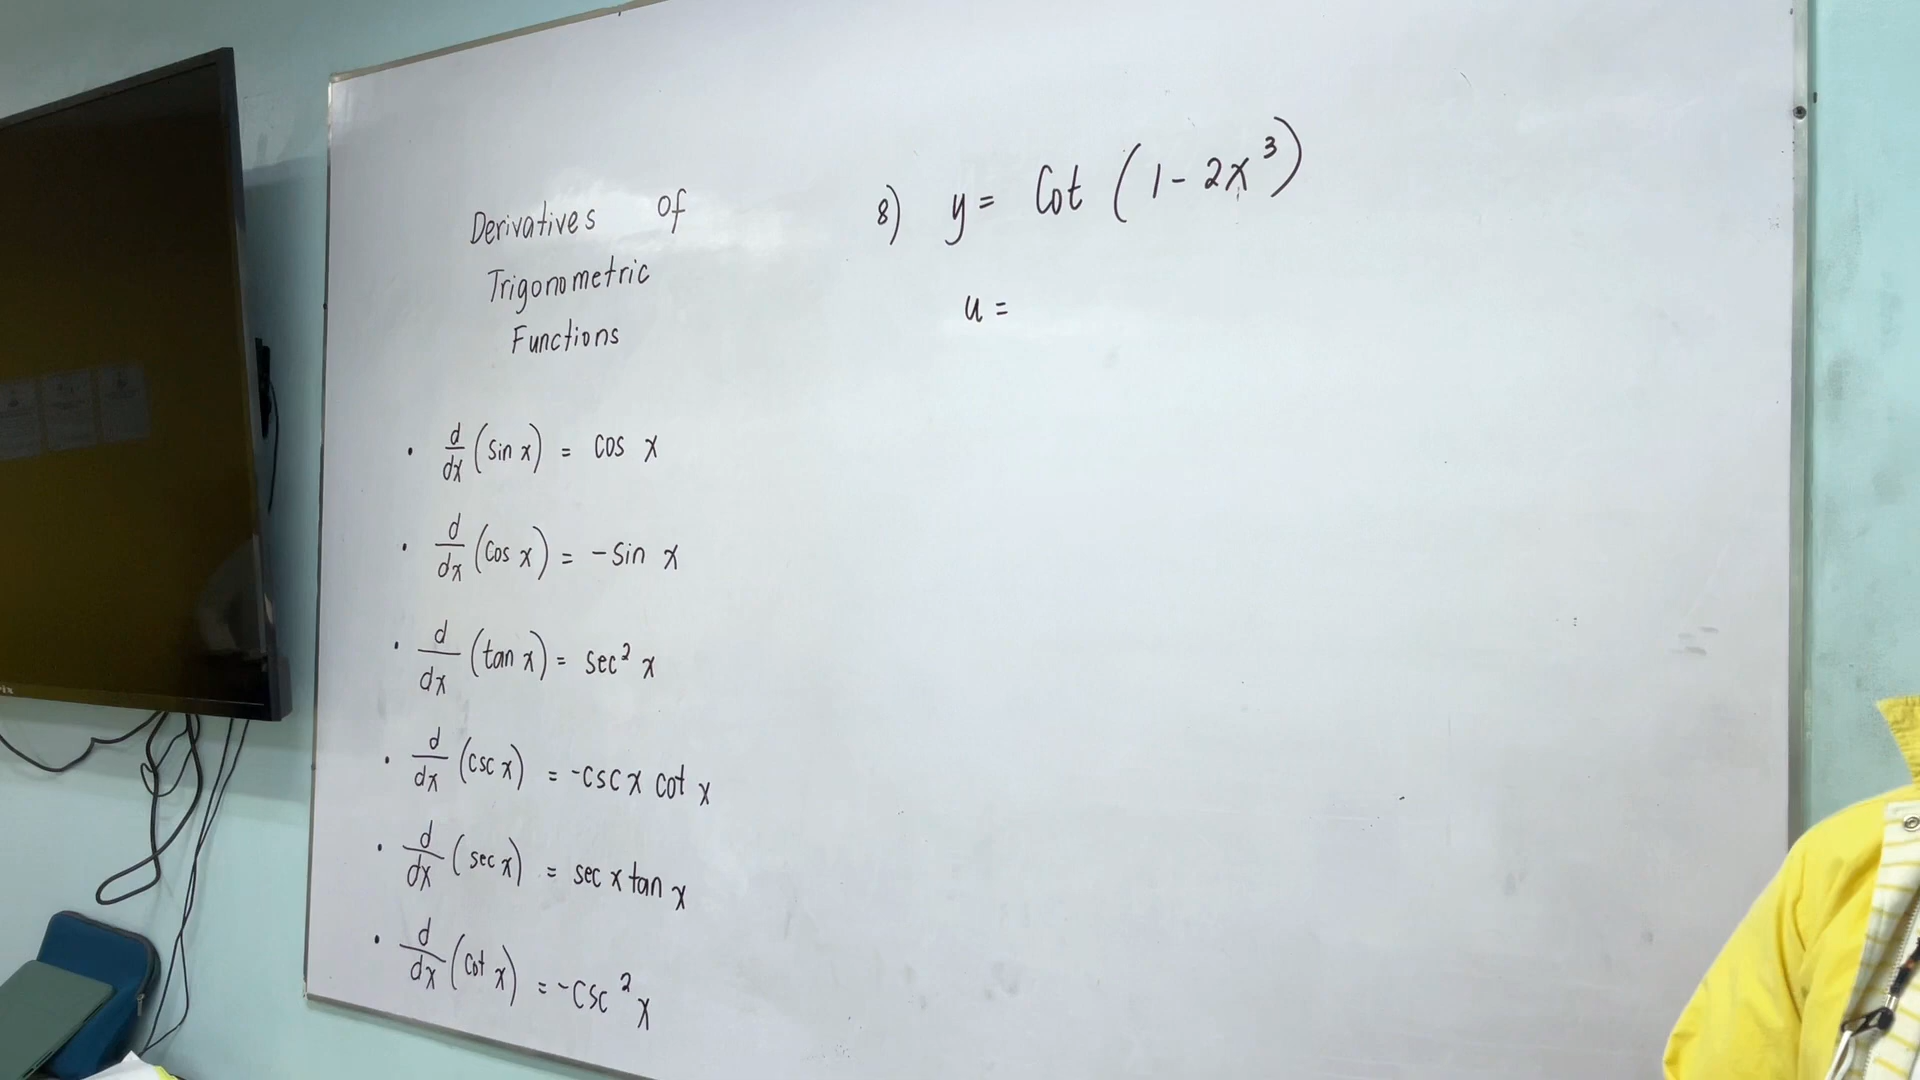 Derivatives of
Trigonometric
Functions
• d/dx (sin x) = cos x
• d/dx (cos x) = -sin x
• d/dx (tan x) = sec² x
• d/dx (csc x) = -csc x cot x
• d/dx (sec x) = sec x tan x
• d/dx (cot x) = -csc² x
8) y = Cot (1 - 2x³)
u =